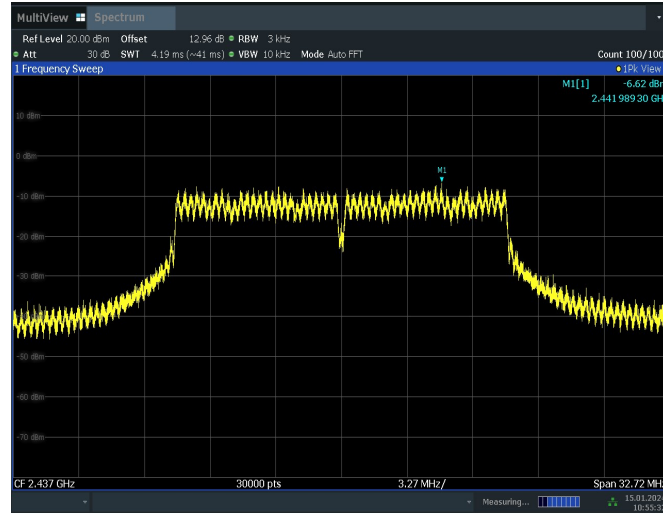 MultiView Spectrum
Ref Level 20.00 dBm Offset 12.96 dB RBW 3 kHz
Att 30 dB SWT 4.19 ms (~41 ms) VBW 10 kHz Mode Auto FFT Count 100/100
1 Frequency Sweep 1Pk View
M1[1] -6.62 dBm
2.441 989 30 GH
10 dBm
0 dBm
M1
-10 dBm
-20 dBm
-30 dBm
-50 dBm
-60 dBm
-70 dBm
CF 2.437 GHz 30000 pts 3.27 MHz/ Span 32.72 MHz
Measuring... 15.01.2024
10:55:3